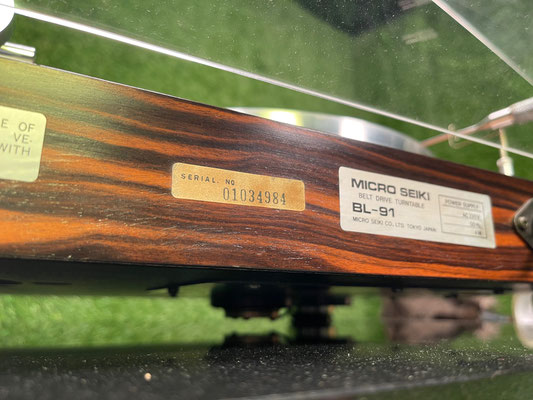 E OF
VE-
WITH
SERIAL. NO
01034984
MICRO SEIKI
BELT DRIVE TURNTABLE
BL-91
MICRO SEIKI CO., LTD. TOKYO JAPAN
POWER SUPPLY